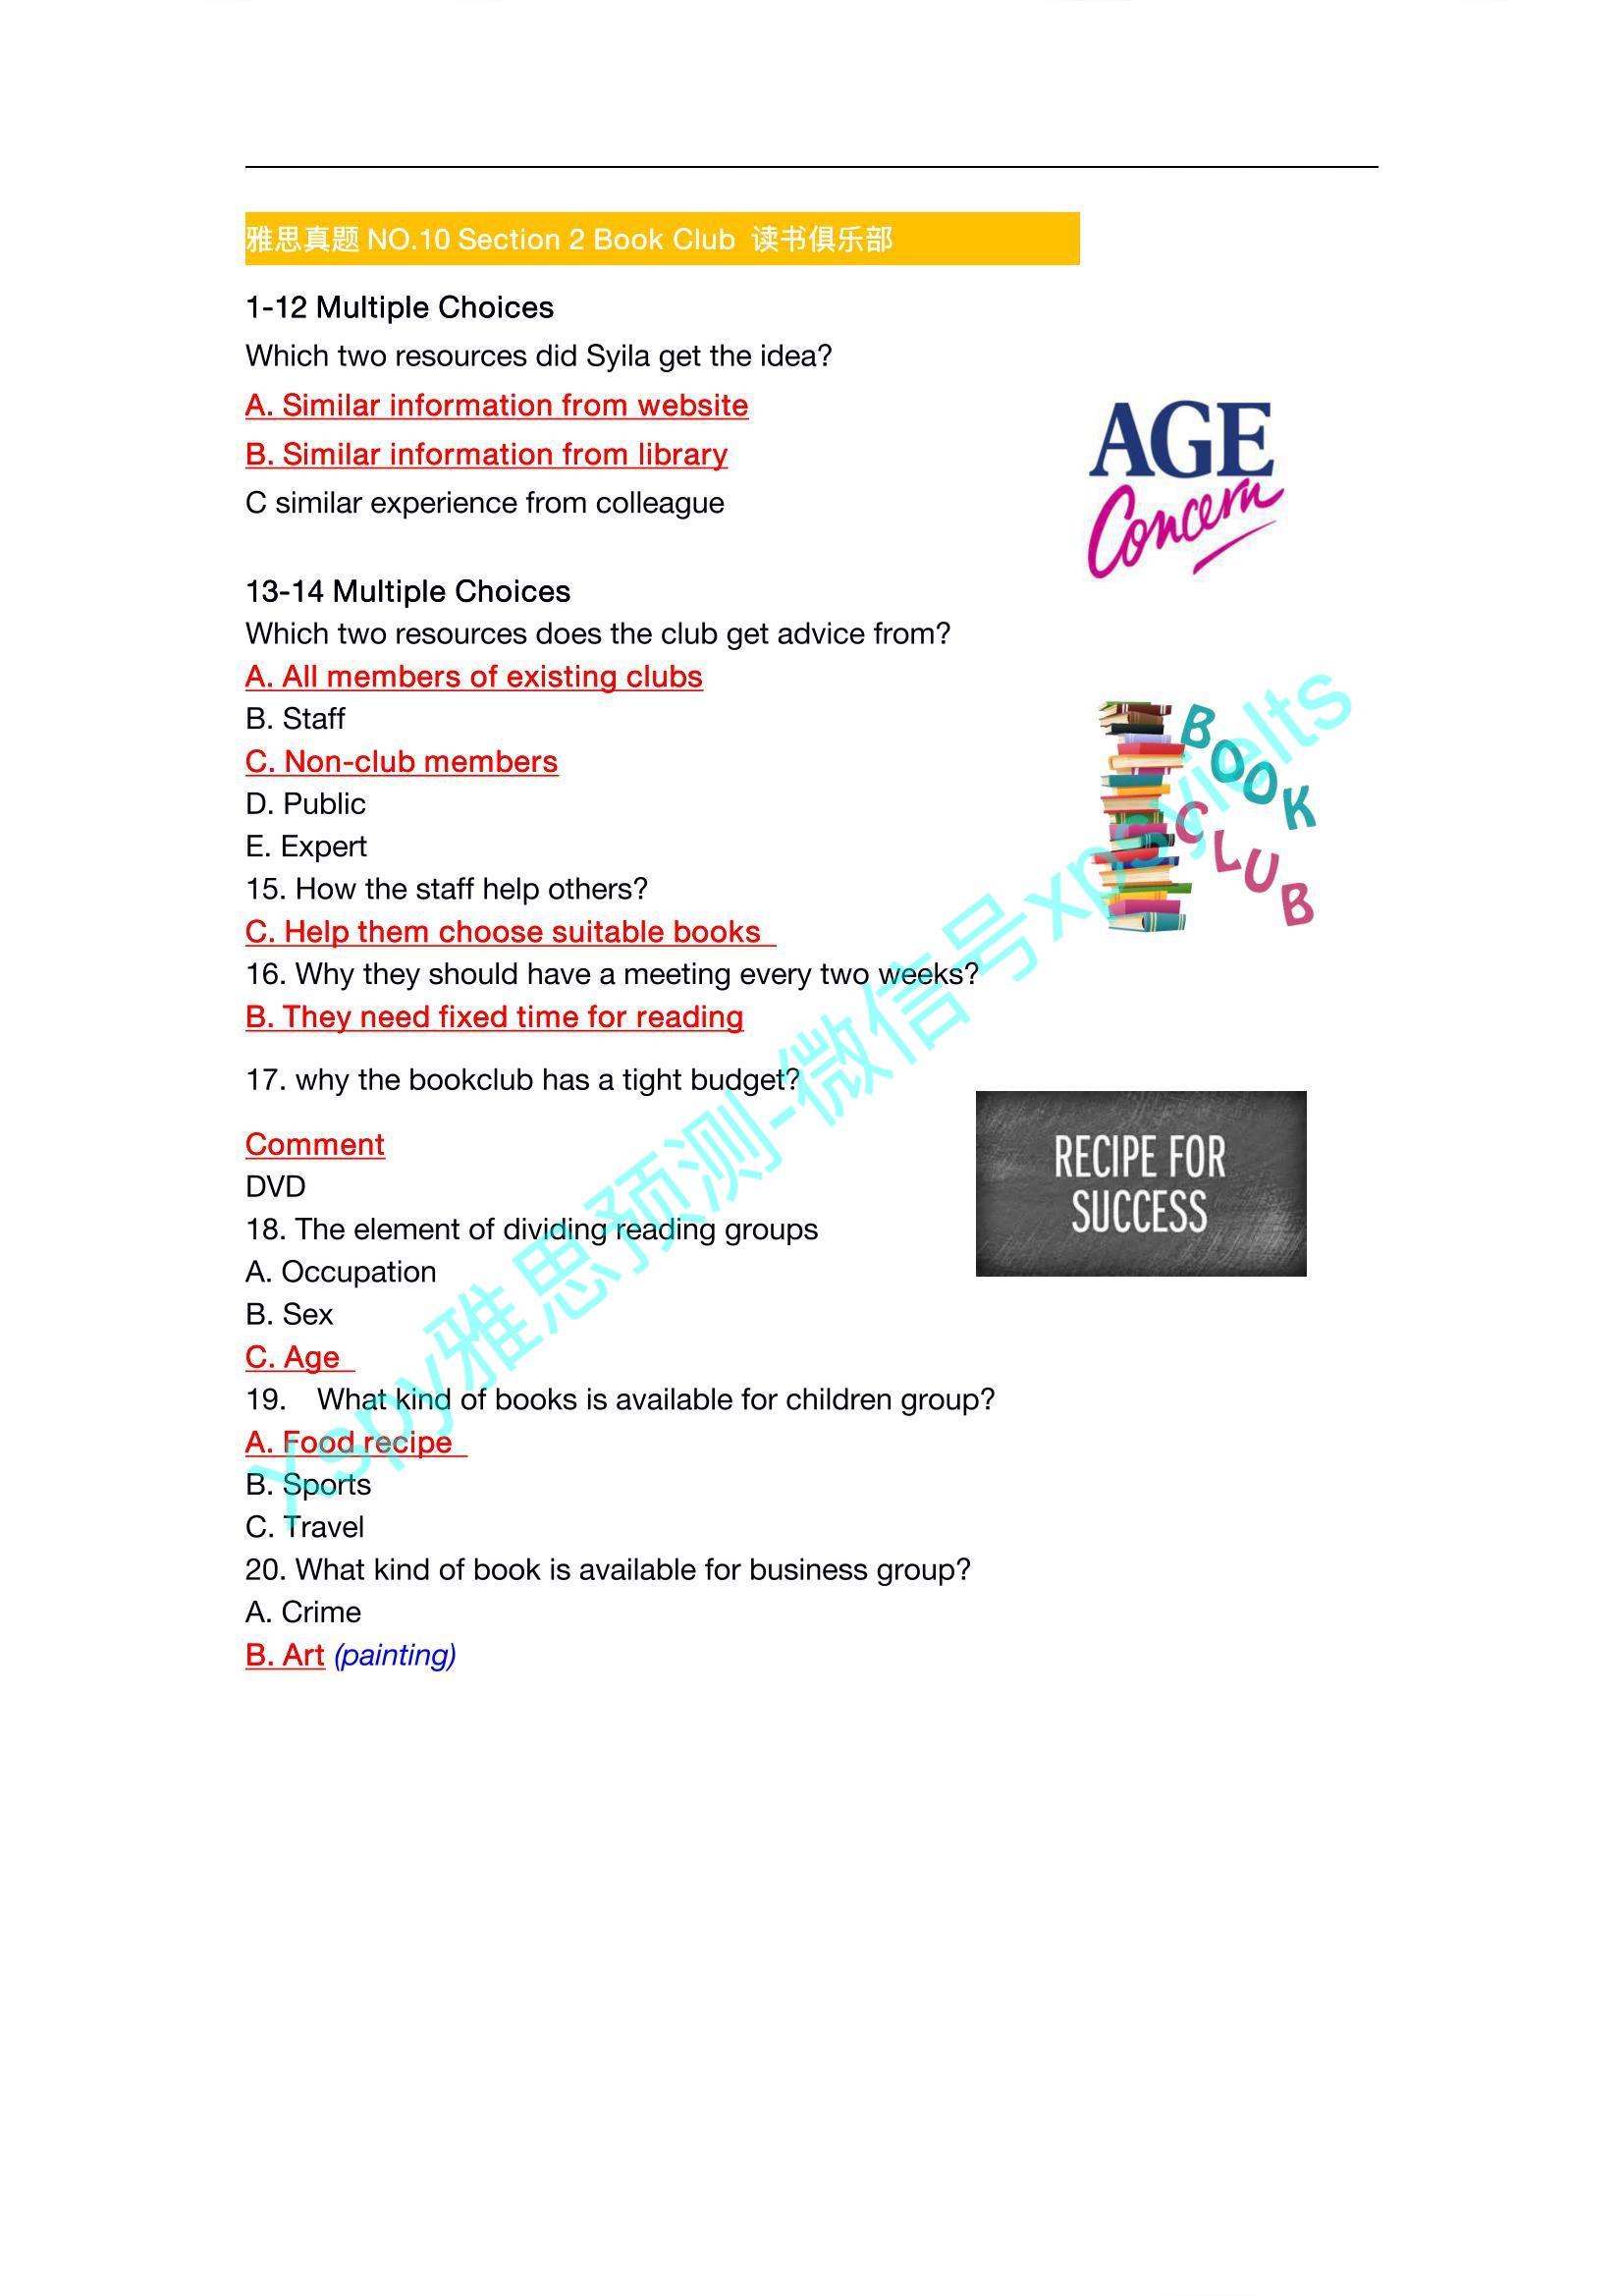 雅思真题 NO.10 Section 2 Book Club 读书俱乐部
1-12 Multiple Choices
Which two resources did Syila get the idea?
A. Similar information from website
B. Similar information from library
C similar experience from colleague
AGE
Concern
13-14 Multiple Choices
Which two resources does the club get advice from?
A. All members of existing clubs
B. Staff
C. Non-club members
D. Public
E. Expert
BOOK
CLUB
15. How the staff help others?
C. Help them choose suitable books
16. Why they should have a meeting every two weeks?
B. They need fixed time for reading
17. why the bookclub has a tight budget?
Comment
DVD
RECIPE FOR
SUCCESS
18. The element of dividing reading groups
A. Occupation
B. Sex
C. Age
19. What kind of books is available for children group?
A. Food recipe
B. Sports
C. Travel
20. What kind of book is available for business group?
A. Crime
B. Art (painting)
Xspy雅思预测-微信号xpsyielts